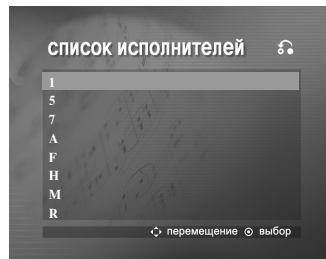 список исполнителей
1
5
7
A
F
H
M
R
перемещение выбор